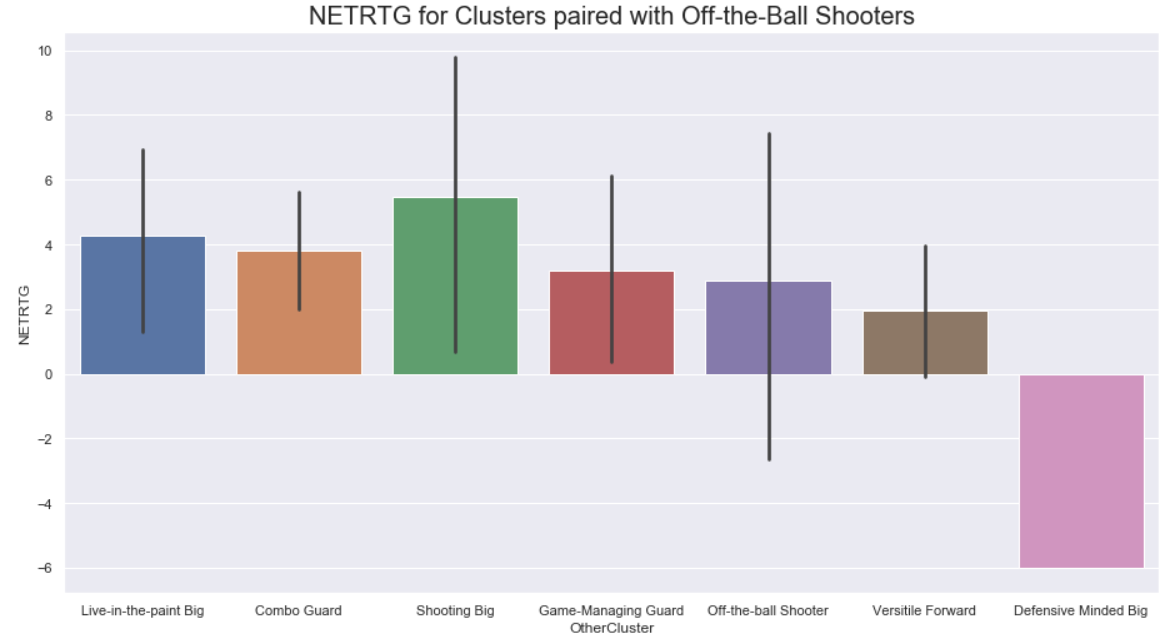 NETRTG for Clusters paired with Off-the-Ball Shooters
10
8
6
4
2
0
−2
−4
−6
NETRTG
Live-in-the-paint Big Combo Guard Shooting Big Game-Managing Guard Off-the-ball Shooter Versitile Forward Defensive Minded Big
OtherCluster